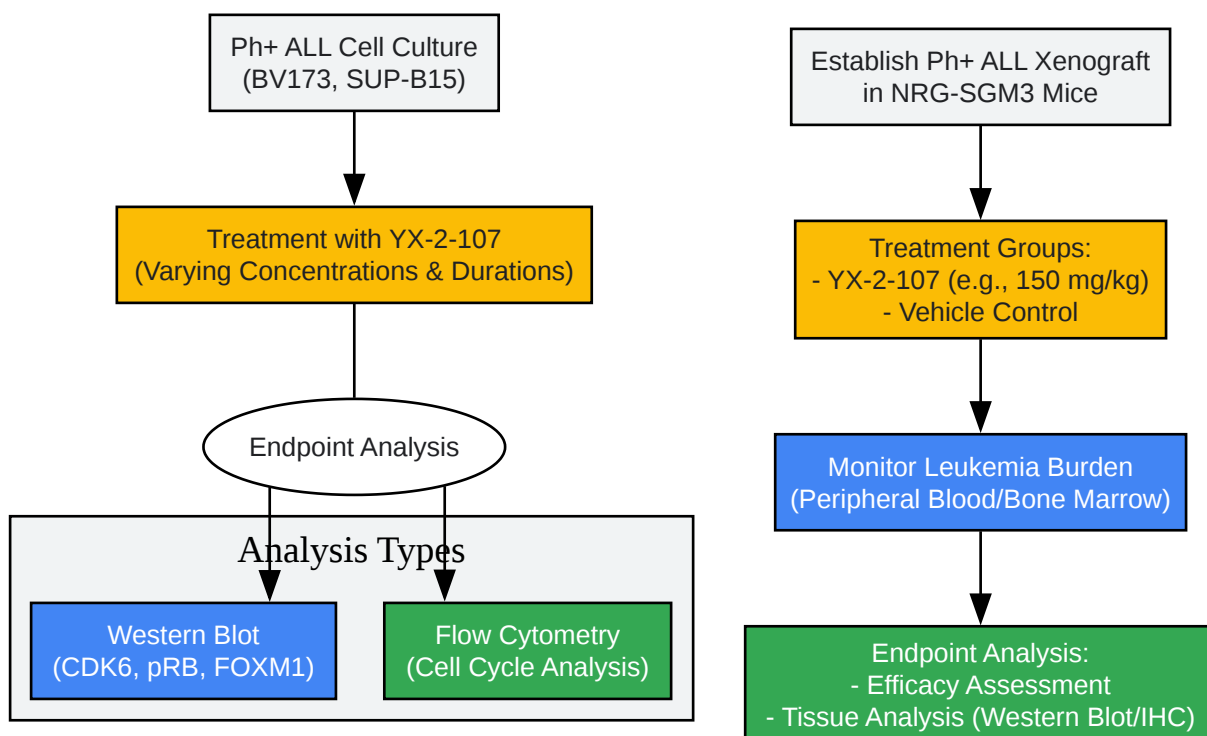 Ph+ ALL Cell Culture
(BV173, SUP-B15)
Treatment with YX-2-107
(Varying Concentrations & Durations)
Endpoint Analysis
Analysis Types
Western Blot
(CDK6, pRB, FOXM1)
Flow Cytometry
(Cell Cycle Analysis)
Establish Ph+ ALL Xenograft
in NRG-SGM3 Mice
Treatment Groups:
- YX-2-107 (e.g., 150 mg/kg)
- Vehicle Control
Monitor Leukemia Burden
(Peripheral Blood/Bone Marrow)
Endpoint Analysis:
- Efficacy Assessment
- Tissue Analysis (Western Blot/IHC)